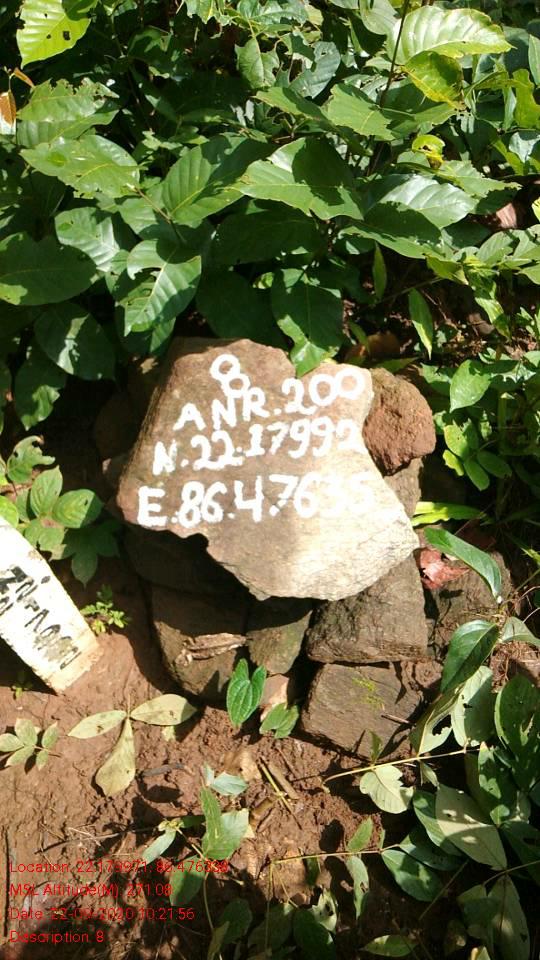 8
ANR.200
N.22.17992
E.86.47635
Location: 22.179971. 86.476338
MSL Altitude(M): 271.08
Date: 22-09-2020 10:21:56
Description: 8